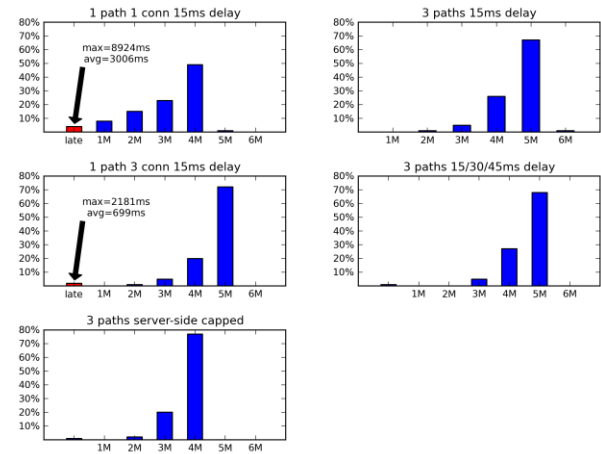 1 path 1 conn 15ms delay
80%
70%
60%
50%
40%
30%
20%
10%
max=8924ms
avg=3006ms
late 1M 2M 3M 4M 5M 6M
3 paths 15ms delay
80%
70%
60%
50%
40%
30%
20%
10%
1M 2M 3M 4M 5M 6M
1 path 3 conn 15ms delay
80%
70%
60%
50%
40%
30%
20%
10%
max=2181ms
avg=699ms
late 1M 2M 3M 4M 5M 6M
3 paths 15/30/45ms delay
80%
70%
60%
50%
40%
30%
20%
10%
1M 2M 3M 4M 5M 6M
3 paths server-side capped
80%
70%
60%
50%
40%
30%
20%
10%
1M 2M 3M 4M 5M 6M